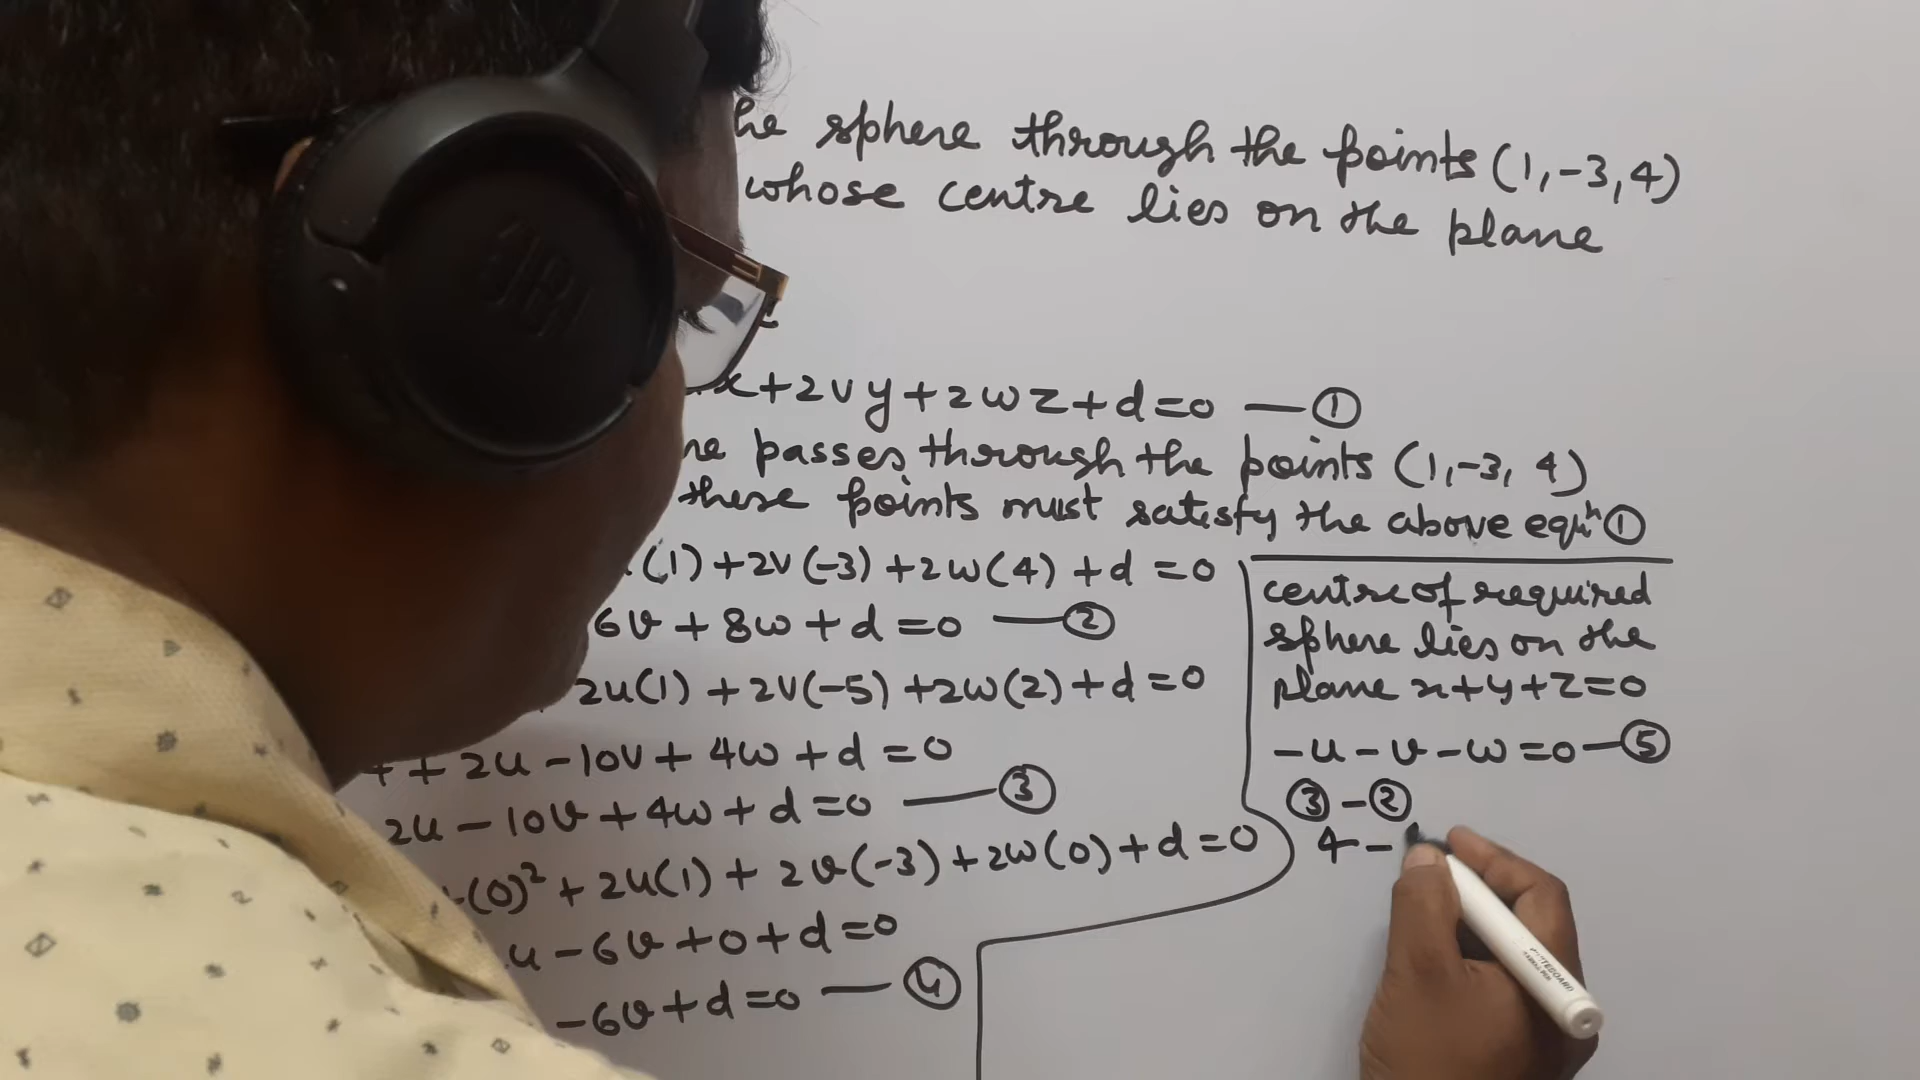 he sphere through the points (1,-3,4)
whose centre lies on the plane
x+2vy+2wz+d=0 — ①
ne passes through the points (1,-3, 4)
these points must satisfy the above eqⁿ ①
(1)+2v(-3)+2w(4)+d=0
6v+8w+d=0 — ②
2u(1)+2v(-5)+2w(2)+d=0
+2u-10v+4w+d=0
2u-10v+4w+d=0 — ③
(0)²+2u(1)+2v(-3)+2w(0)+d=0
u-6v+0+d=0
-6v+d=0 — ④
centre of required
sphere lies on the
plane x+y+z=0
-u-v-w=0 — ⑤
③-②
4-
JBL
WHITEBOARD